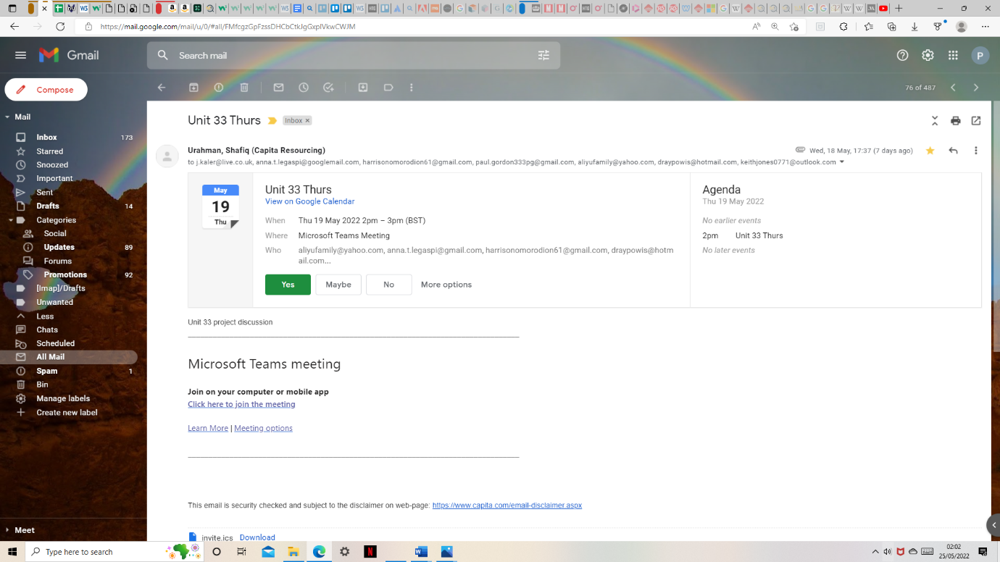 https://mail.google.com/mail/u/0/#all/FMfcgzGpFzssDHCbCtkJgGxplVkwCWJM
Gmail
Search mail
P
Compose
76 of 487
Mail
Unit 33 Thurs
Inbox ×
Inbox 173
Starred
Snoozed
Important
Sent
Drafts 14
Categories
Social
Updates 89
Forums
Promotions 92
[Imap]/Drafts
Unwanted
Less
Chats
Scheduled
All Mail
Spam 1
Bin
Manage labels
Create new label
Meet
Urahman, Shafiq (Capita Resourcing)
Wed, 18 May, 17:37 (7 days ago)
to j.kaler@live.co.uk, anna.t.legaspi@googlemail.com, harrisonomorodion61@gmail.com, paul.gordon333pg@gmail.com, aliyufamily@yahoo.com, draypowis@hotmail.com, keithjones0771@outlook.com
May
19
Thu
Unit 33 Thurs
View on Google Calendar
When Thu 19 May 2022 2pm – 3pm (BST)
Where Microsoft Teams Meeting
Who aliyufamily@yahoo.com, anna.t.legaspi@gmail.com, harrisonomorodion61@gmail.com, draypowis@hotm
ail.com...
Yes Maybe No More options
Agenda
Thu 19 May 2022
No earlier events
2pm Unit 33 Thurs
No later events
Unit 33 project discussion
Microsoft Teams meeting
Join on your computer or mobile app
Click here to join the meeting
Learn More | Meeting options
This email is security checked and subject to the disclaimer on web-page: https://www.capita.com/email-disclaimer.aspx
invite.ics Download
Type here to search
02:02
25/05/2022